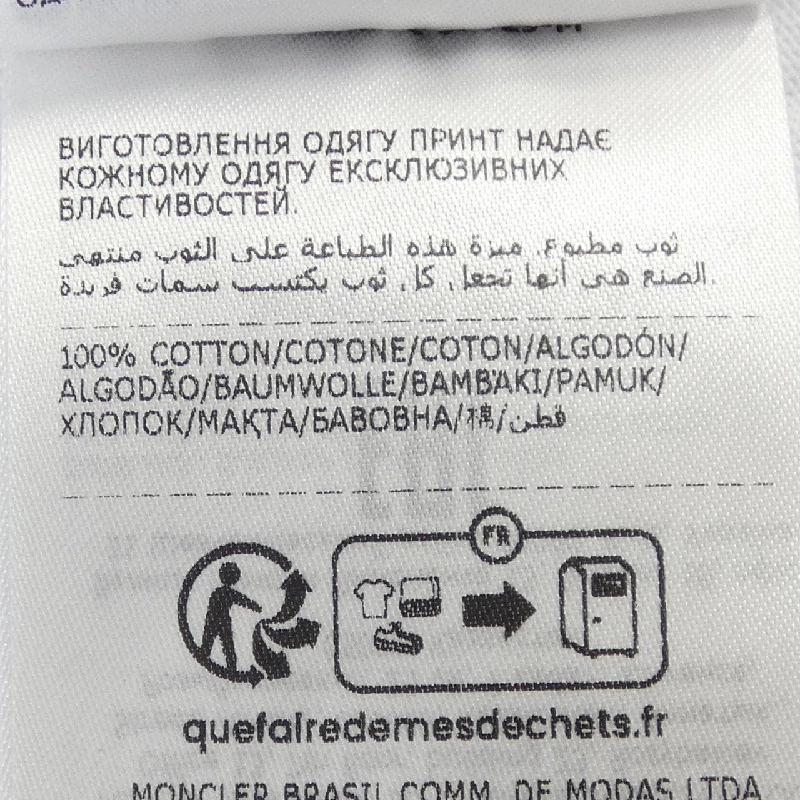 ВИГОТОВЛЕННЯ ОДЯГУ ПРИНТ НАДАЄ
КОЖНОМУ ОДЯГУ ЕКСКЛЮЗИВНИХ
ВЛАСТИВОСТЕЙ.
ثوب مطبوع. ميزة هذه الطباعة على الثوب منتهي
الصنع هي أنها تجعل كل ثوب يكتسب سمات فريدة.
100% COTTON/COTONE/COTON/ALGODÓN/
ALGODÃO/BAUMWOLLE/BAMBAKI/PAMUK/
ХЛОПОК/МАҚТА/БАВОВНА/棉/قطن
FR
quefairedemesdechets.fr
MONCLER BRASIL COMM. DE MODAS LTDA